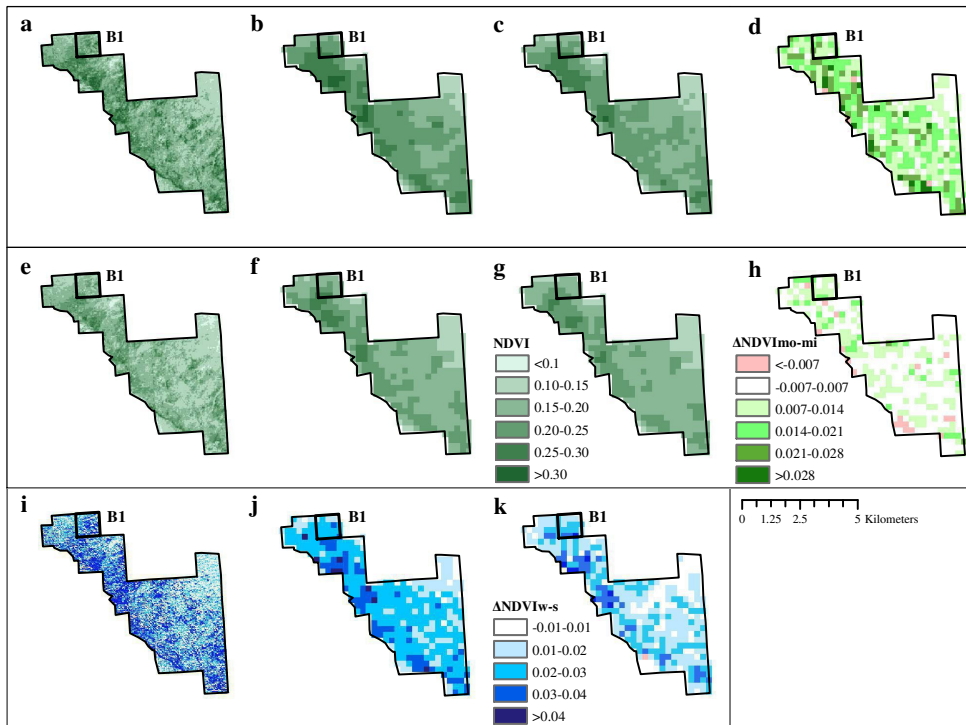 a
B1
b
B1
c
B1
d
B1
e
B1
f
B1
g
B1
h
B1
NDVI
<0.1
0.10-0.15
0.15-0.20
0.20-0.25
0.25-0.30
>0.30
ΔNDVImo-mi
<-0.007
-0.007-0.007
0.007-0.014
0.014-0.021
0.021-0.028
>0.028
i
B1
j
B1
k
B1
ΔNDVIw-s
-0.01-0.01
0.01-0.02
0.02-0.03
0.03-0.04
>0.04
0 1.25 2.5 5 Kilometers